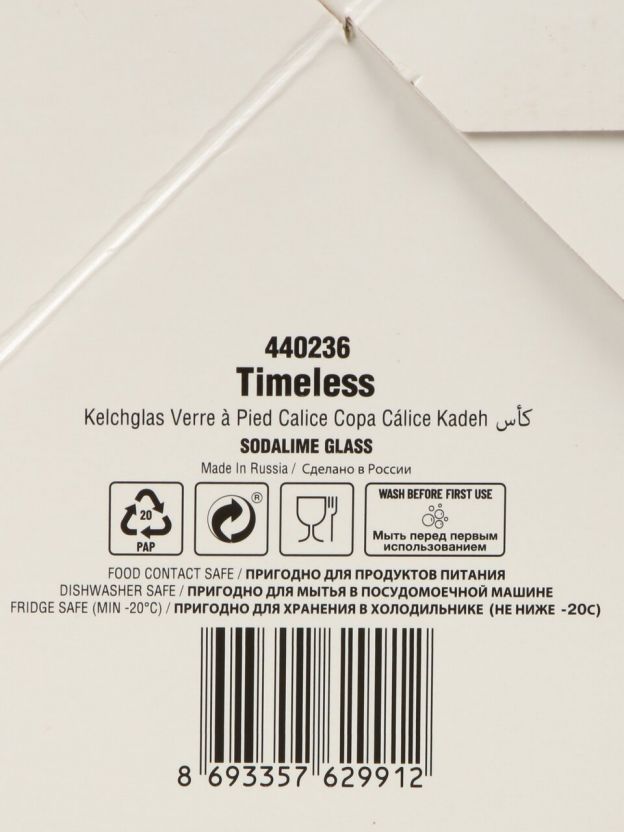 440236
Timeless
Kelchglas Verre à Pied Calice Copa Cálice Kadeh كأس
SODALIME GLASS
Made In Russia / Сделано в России
20
PAP
®
WASH BEFORE FIRST USE
Мыть перед первым
использованием
FOOD CONTACT SAFE / ПРИГОДНО ДЛЯ ПРОДУКТОВ ПИТАНИЯ
DISHWASHER SAFE / ПРИГОДНО ДЛЯ МЫТЬЯ В ПОСУДОМОЕЧНОЙ МАШИНЕ
FRIDGE SAFE (MIN -20°C) / ПРИГОДНО ДЛЯ ХРАНЕНИЯ В ХОЛОДИЛЬНИКЕ (НЕ НИЖЕ -20С)
8 693357 629912